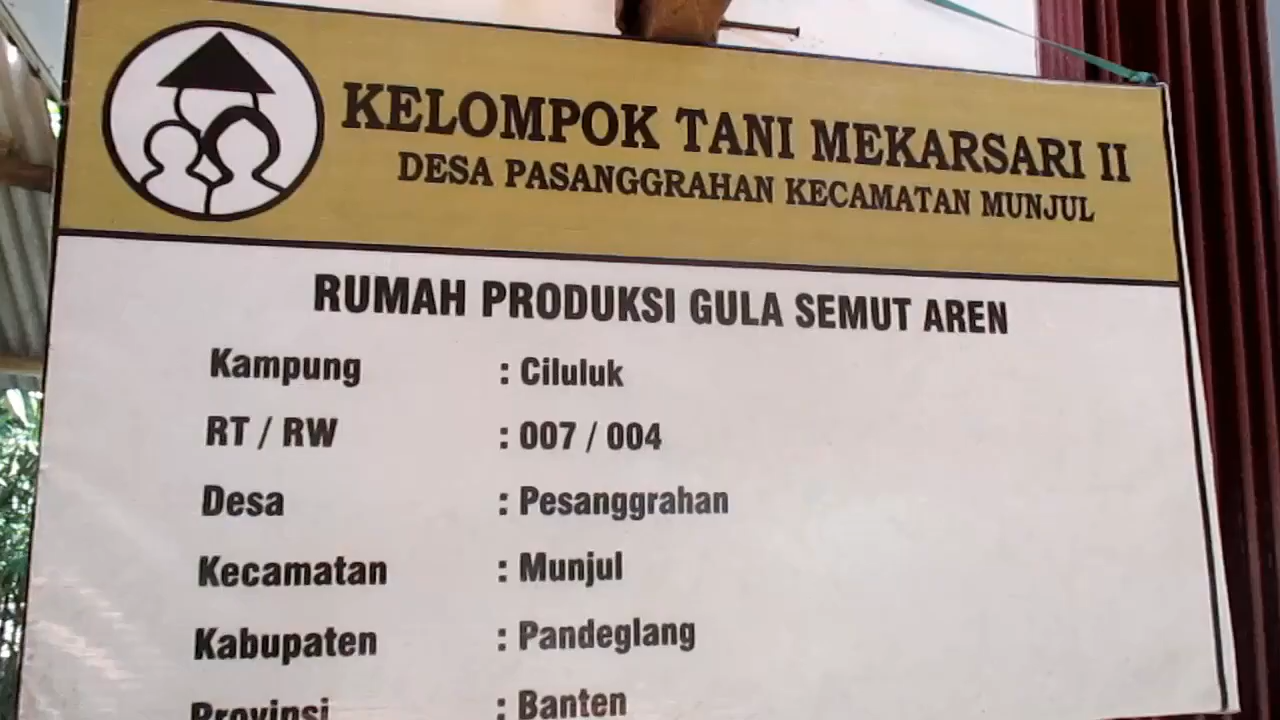 KELOMPOK TANI MEKARSARI II
DESA PASANGGRAHAN KECAMATAN MUNJUL
RUMAH PRODUKSI GULA SEMUT AREN
Kampung : Ciluluk
RT / RW : 007 / 004
Desa : Pesanggrahan
Kecamatan : Munjul
Kabupaten : Pandeglang
Provinsi : Banten